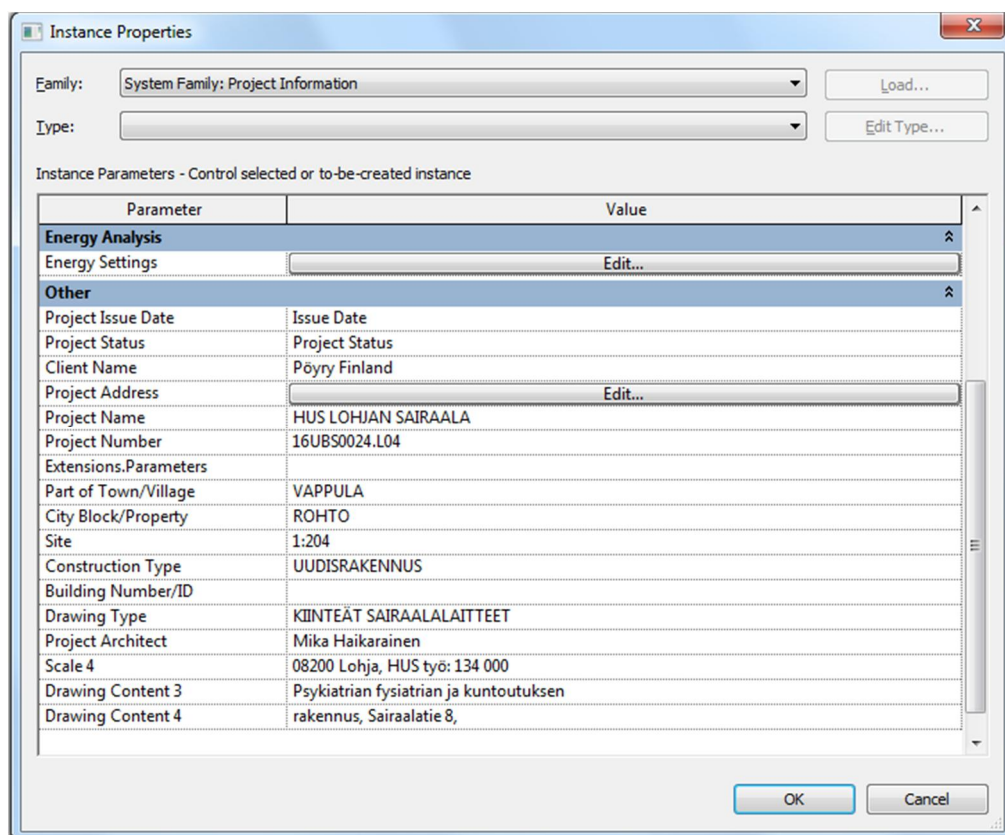 Instance Properties
Family: System Family: Project Information Load...
Type: Edit Type...
Instance Parameters - Control selected or to-be-created instance
Parameter Value
Energy Analysis
Energy Settings Edit...
Other
Project Issue Date Issue Date
Project Status Project Status
Client Name Pöyry Finland
Project Address Edit...
Project Name HUS LOHJAN SAIRAALA
Project Number 16UBS0024.L04
Extensions.Parameters
Part of Town/Village VAPPULA
City Block/Property ROHTO
Site 1:204
Construction Type UUDISRAKENNUS
Building Number/ID
Drawing Type KIINTEÄT SAIRAALALAITTEET
Project Architect Mika Haikarainen
Scale 4 08200 Lohja, HUS työ: 134 000
Drawing Content 3 Psykiatrian fysiatrian ja kuntoutuksen
Drawing Content 4 rakennus, Sairaalatie 8,
OK Cancel